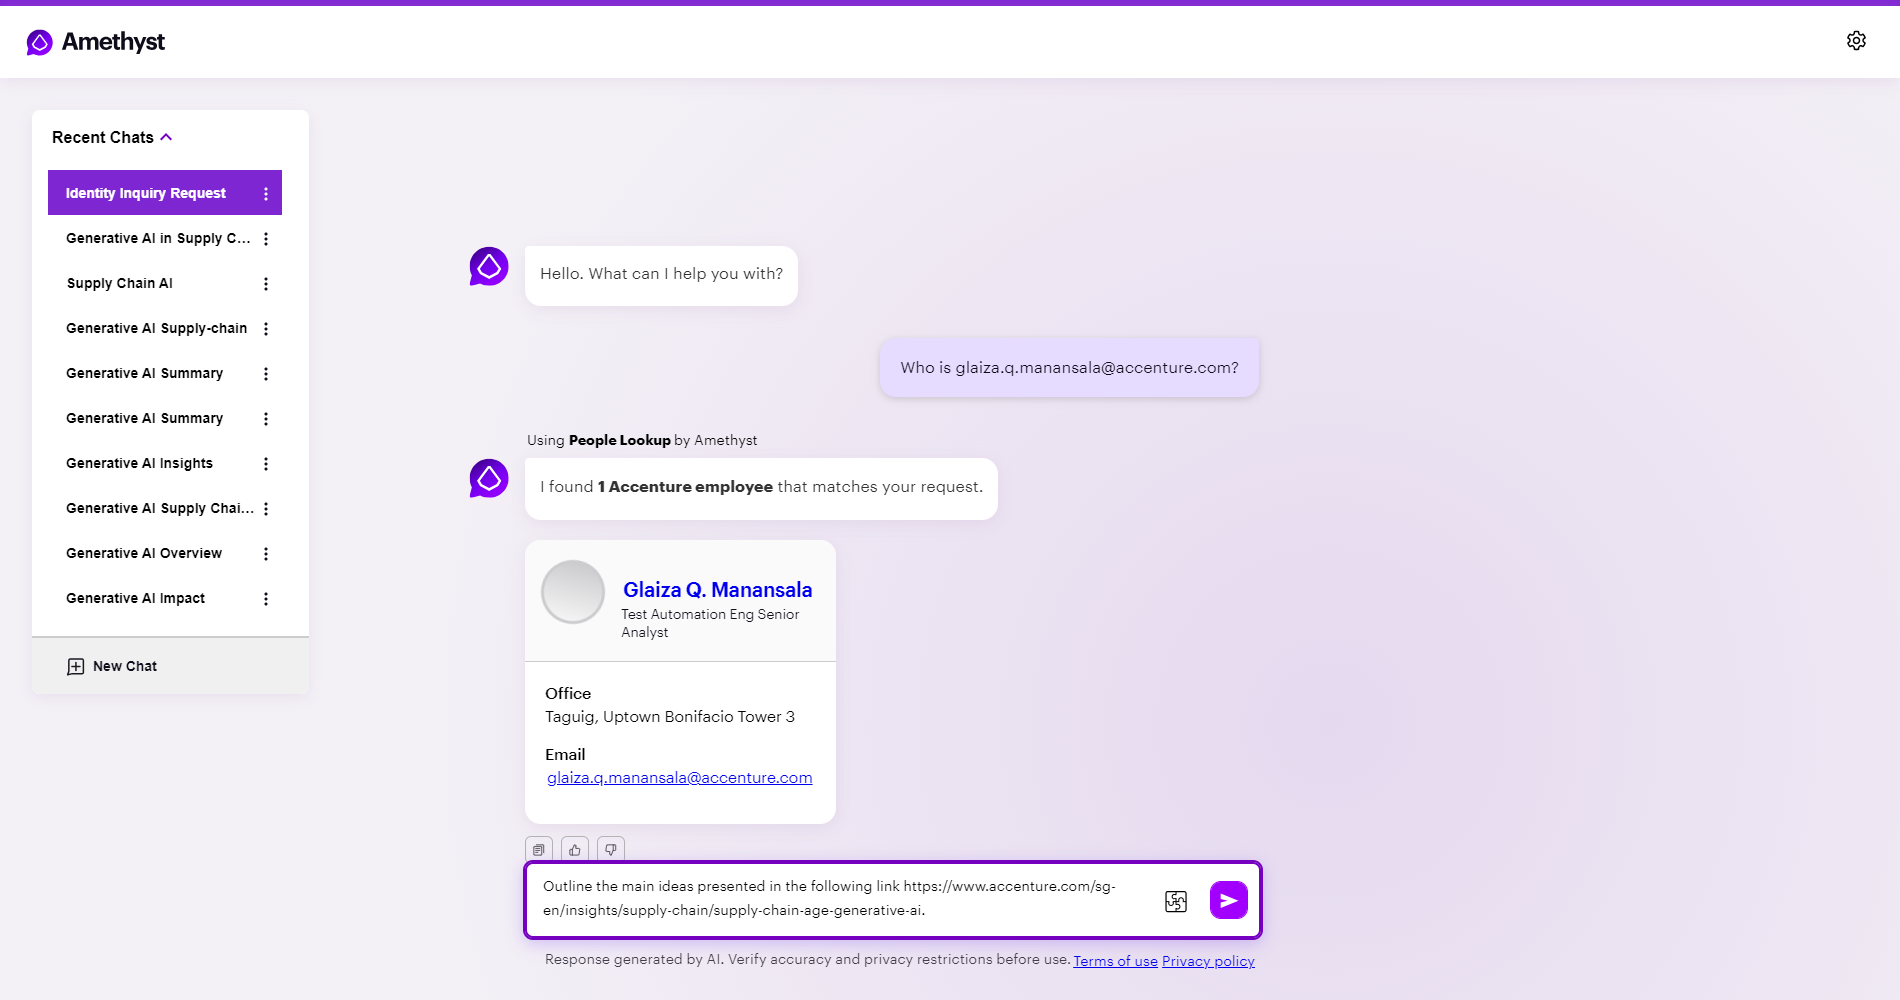 Amethyst
Recent Chats
Identity Inquiry Request
Generative AI in Supply C...
Supply Chain AI
Generative AI Supply-chain
Generative AI Summary
Generative AI Summary
Generative AI Insights
Generative AI Supply Chai...
Generative AI Overview
Generative AI Impact
New Chat
Hello. What can I help you with?
Who is glaiza.q.manansala@accenture.com?
Using People Lookup by Amethyst
I found 1 Accenture employee that matches your request.
Glaiza Q. Manansala
Test Automation Eng Senior
Analyst
Office
Taguig, Uptown Bonifacio Tower 3
Email
glaiza.q.manansala@accenture.com
Outline the main ideas presented in the following link https://www.accenture.com/sg-
en/insights/supply-chain/supply-chain-age-generative-ai.
Response generated by AI. Verify accuracy and privacy restrictions before use. Terms of use Privacy policy